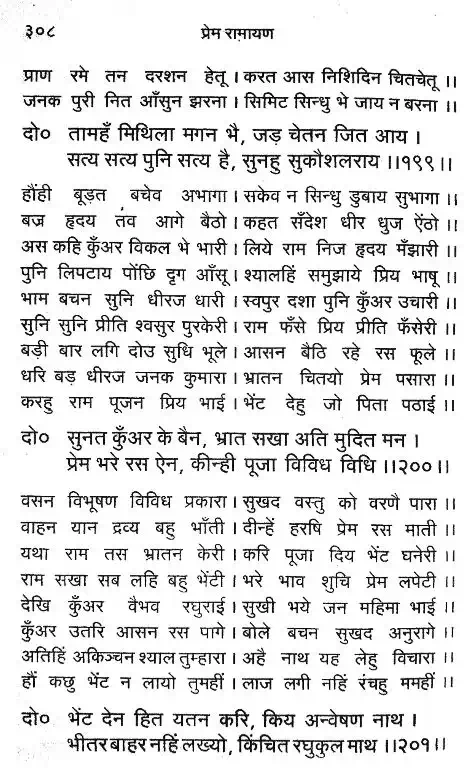 ३०८
प्रेम रामायण
प्राण रमे तन दरशन हेतू । करत आस निशिदिन चितचेतू ।।
जनक पुरी नित आँसुन झरना । सिमिट सिन्धु भे जाय न बरना ।।
दो० तामहँ मिथिला मगन भै, जड़ चेतन जित आय ।
सत्य सत्य पुनि सत्य है, सुनहु सुकौशलराय ।।१९९।।
हौंही बूड़त बचेव अभागा । सकेव न सिन्धु डुबाय सुभागा ।।
बज्र हृदय तव आगे बैठो । कहत सँदेश धीर धुज ऐंठो ।।
अस कहि कुँअर विकल भे भारी । लिये राम निज हृदय मँझारी ।।
पुनि लिपटाय पोंछि दृग आँसू । श्यालहिं समुझाये प्रिय भाषू ।।
भाम बचन सुनि धीरज धारी । स्वपुर दशा पुनि कुँअर उचारी ।।
सुनि सुनि प्रीति श्वसुर पुरकेरी । राम फँसे प्रिय प्रीति फँसेरी ।।
बड़ी बार लगि दोउ सुधि भूले । आसन बैठि रहे रस फूले ।।
धरि बड़ धीरज जनक कुमारा । भ्रातन चितयो प्रेम पसारा ।।
करहु राम पूजन प्रिय भाई । भेंट देहु जो पिता पठाई ।।
दो० सुनत कुँअर के बैन, भ्रात सखा अति मुदित मन ।
प्रेम भरे रस ऐन, कीन्ही पूजा विविध विधि ।।२००।।
वसन विभूषण विविध प्रकारा । सुखद वस्तु को वरणै पारा ।।
वाहन यान द्रव्य बहु भाँती । दीन्हें हरषि प्रेम रस माती ।।
यथा राम तस भ्रातन केरी । करि पूजा दिय भेंट घनेरी ।।
राम सखा सब लहि बहु भेंटी । भरे भाव शुचि प्रेम लपेटी ।।
देखि कुँअर वैभव रघुराई । सुखी भये जन महिमा भाई ।।
कुँअर उतरि आसन रस पागे । बोले बचन सुखद अनुरागे ।।
अतिहिं अकिञ्चन श्याल तुम्हारा । अहै नाथ यह लेहु विचारा ।।
हौं कछु भेंट न लायो तुमहीं । लाज लगी नहिं रंचहु ममहीं ।।
दो० भेंट देन हित यतन करि, किय अन्वेषण नाथ ।
भीतर बाहर नहिं लख्यो, किंचित रघुकुल माथ ।।२०१।।